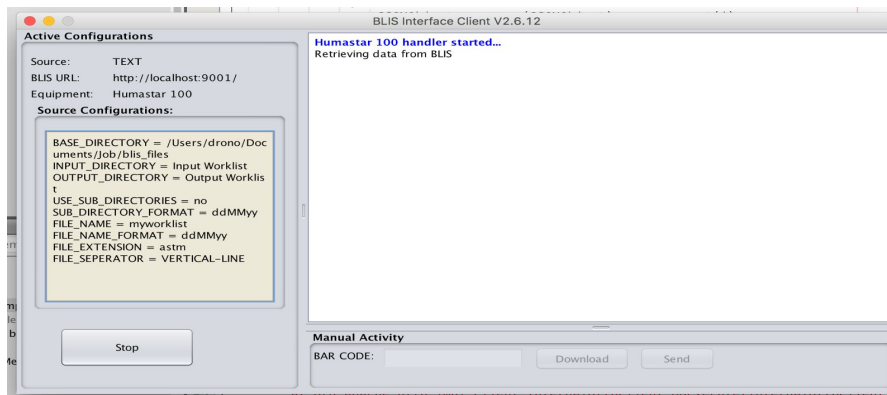 BLIS Interface Client V2.6.12
Active Configurations
Source: TEXT
BLIS URL: http://localhost:9001/
Equipment: Humastar 100
Source Configurations:
BASE_DIRECTORY = /Users/drono/Doc
uments/Job/blis_files
INPUT_DIRECTORY = Input Worklist
OUTPUT_DIRECTORY = Output Worklis
t
USE_SUB_DIRECTORIES = no
SUB_DIRECTORY_FORMAT = ddMMyy
FILE_NAME = myworklist
FILE_NAME_FORMAT = ddMMyy
FILE_EXTENSION = astm
FILE_SEPERATOR = VERTICAL-LINE
Stop
Humastar 100 handler started...
Retrieving data from BLIS
Manual Activity
BAR CODE: Download Send